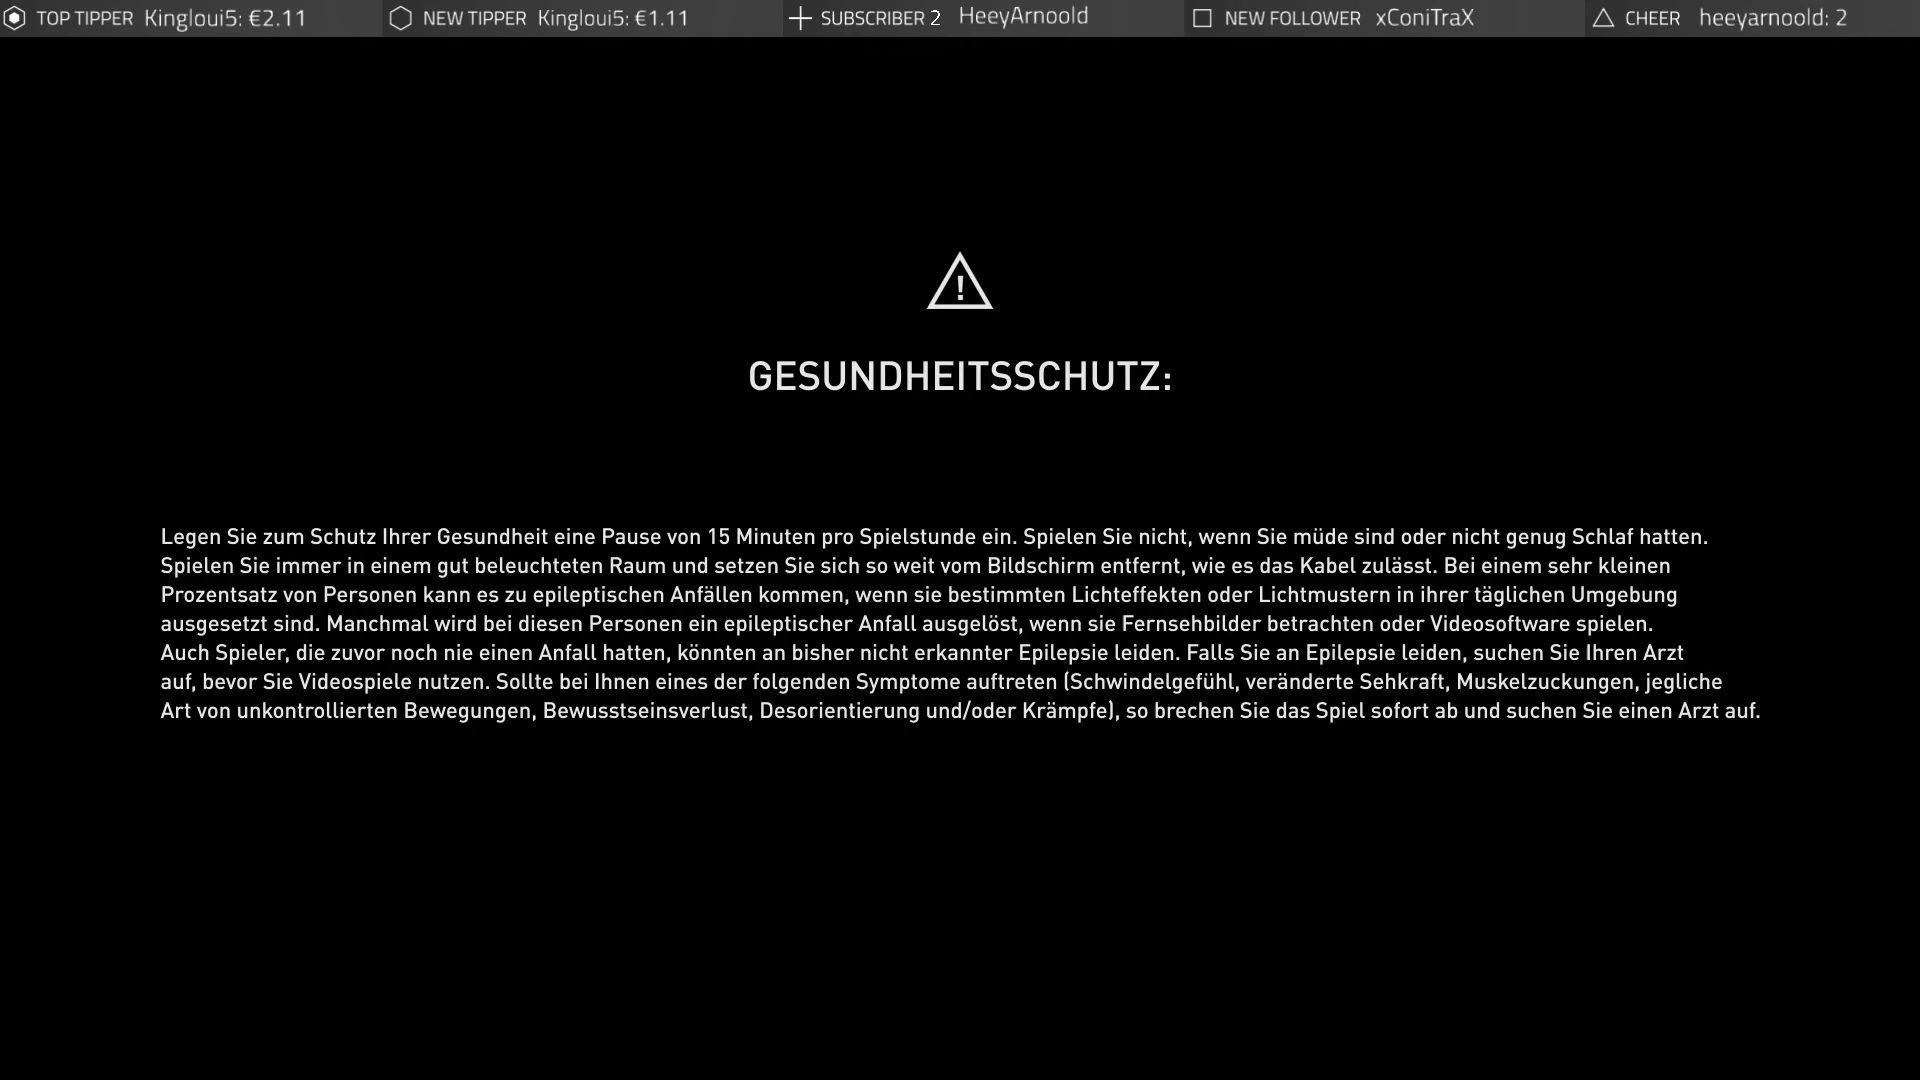 TOP TIPPER Kingloui5: €2.11 NEW TIPPER Kingloui5: €1.11 SUBSCRIBER 2 HeeyArnoold NEW FOLLOWER xConiTraX CHEER heeyarnoold: 2
GESUNDHEITSSCHUTZ:
Legen Sie zum Schutz Ihrer Gesundheit eine Pause von 15 Minuten pro Spielstunde ein. Spielen Sie nicht, wenn Sie müde sind oder nicht genug Schlaf hatten.
Spielen Sie immer in einem gut beleuchteten Raum und setzen Sie sich so weit vom Bildschirm entfernt, wie es das Kabel zulässt. Bei einem sehr kleinen
Prozentsatz von Personen kann es zu epileptischen Anfällen kommen, wenn sie bestimmten Lichteffekten oder Lichtmustern in ihrer täglichen Umgebung
ausgesetzt sind. Manchmal wird bei diesen Personen ein epileptischer Anfall ausgelöst, wenn sie Fernsehbilder betrachten oder Videosoftware spielen.
Auch Spieler, die zuvor noch nie einen Anfall hatten, könnten an bisher nicht erkannter Epilepsie leiden. Falls Sie an Epilepsie leiden, suchen Sie Ihren Arzt
auf, bevor Sie Videospiele nutzen. Sollte bei Ihnen eines der folgenden Symptome auftreten (Schwindelgefühl, veränderte Sehkraft, Muskelzuckungen, jegliche
Art von unkontrollierten Bewegungen, Bewusstseinsverlust, Desorientierung und/oder Krämpfe), so brechen Sie das Spiel sofort ab und suchen Sie einen Arzt auf.